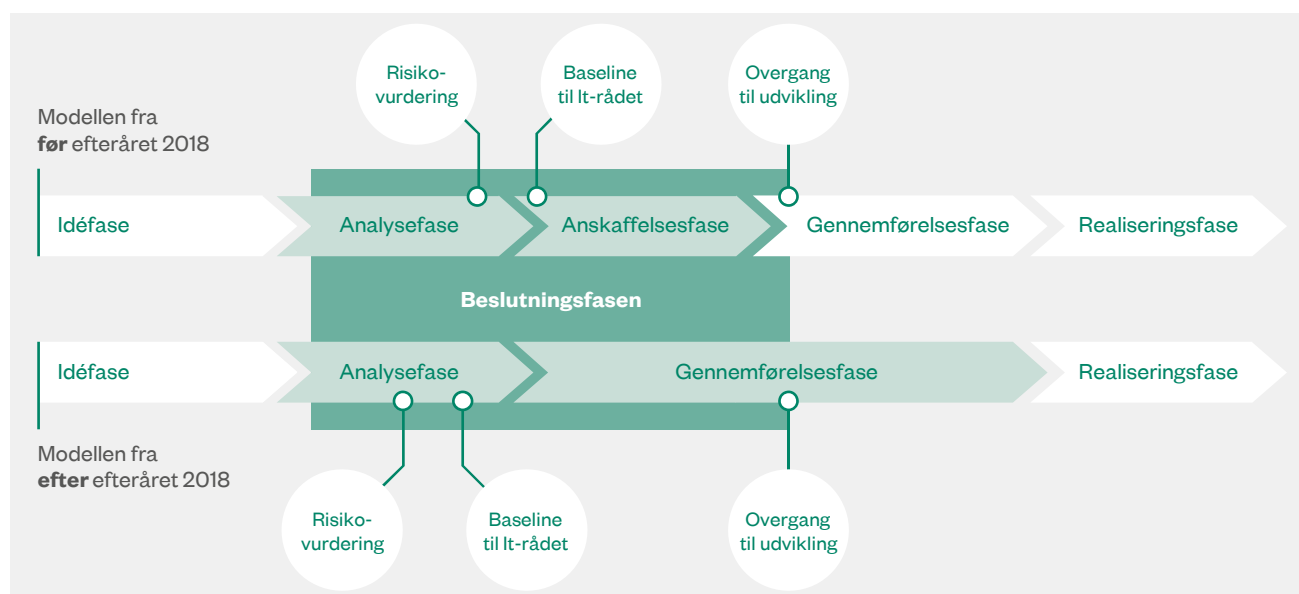 Risiko-
vurdering
Baseline
til It-rådet
Overgang
til udvikling
Modellen fra
før efteråret 2018
Idéfase
Analysefase
Anskaffelsesfase
Gennemførelsesfase
Realiseringsfase
Beslutningsfasen
Idéfase
Analysefase
Gennemførelsesfase
Realiseringsfase
Modellen fra
efter efteråret 2018
Risiko-
vurdering
Baseline
til It-rådet
Overgang
til udvikling